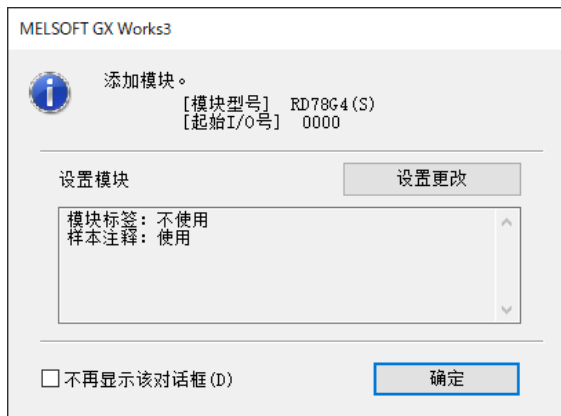 MELSOFT GX Works3
添加模块。
[模块型号] RD78G4(S)
[起始I/O号] 0000
设置模块
设置更改
模块标签: 不使用
样本注释: 使用
不再显示该对话框(D)
确定